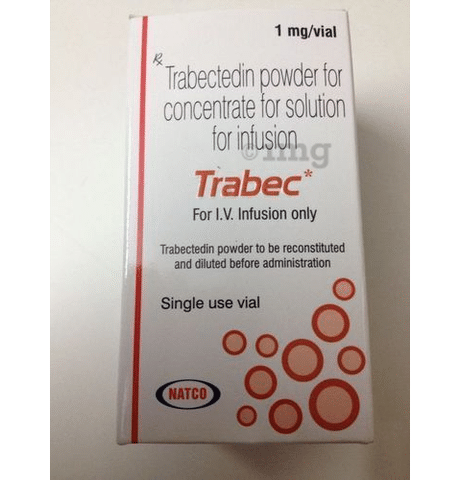 1 mg/vial
Rx
Trabectedin powder for
concentrate for solution
for infusion
Trabec*
For I.V. Infusion only
Trabectedin powder to be reconstituted
and diluted before administration
Single use vial
NATCO